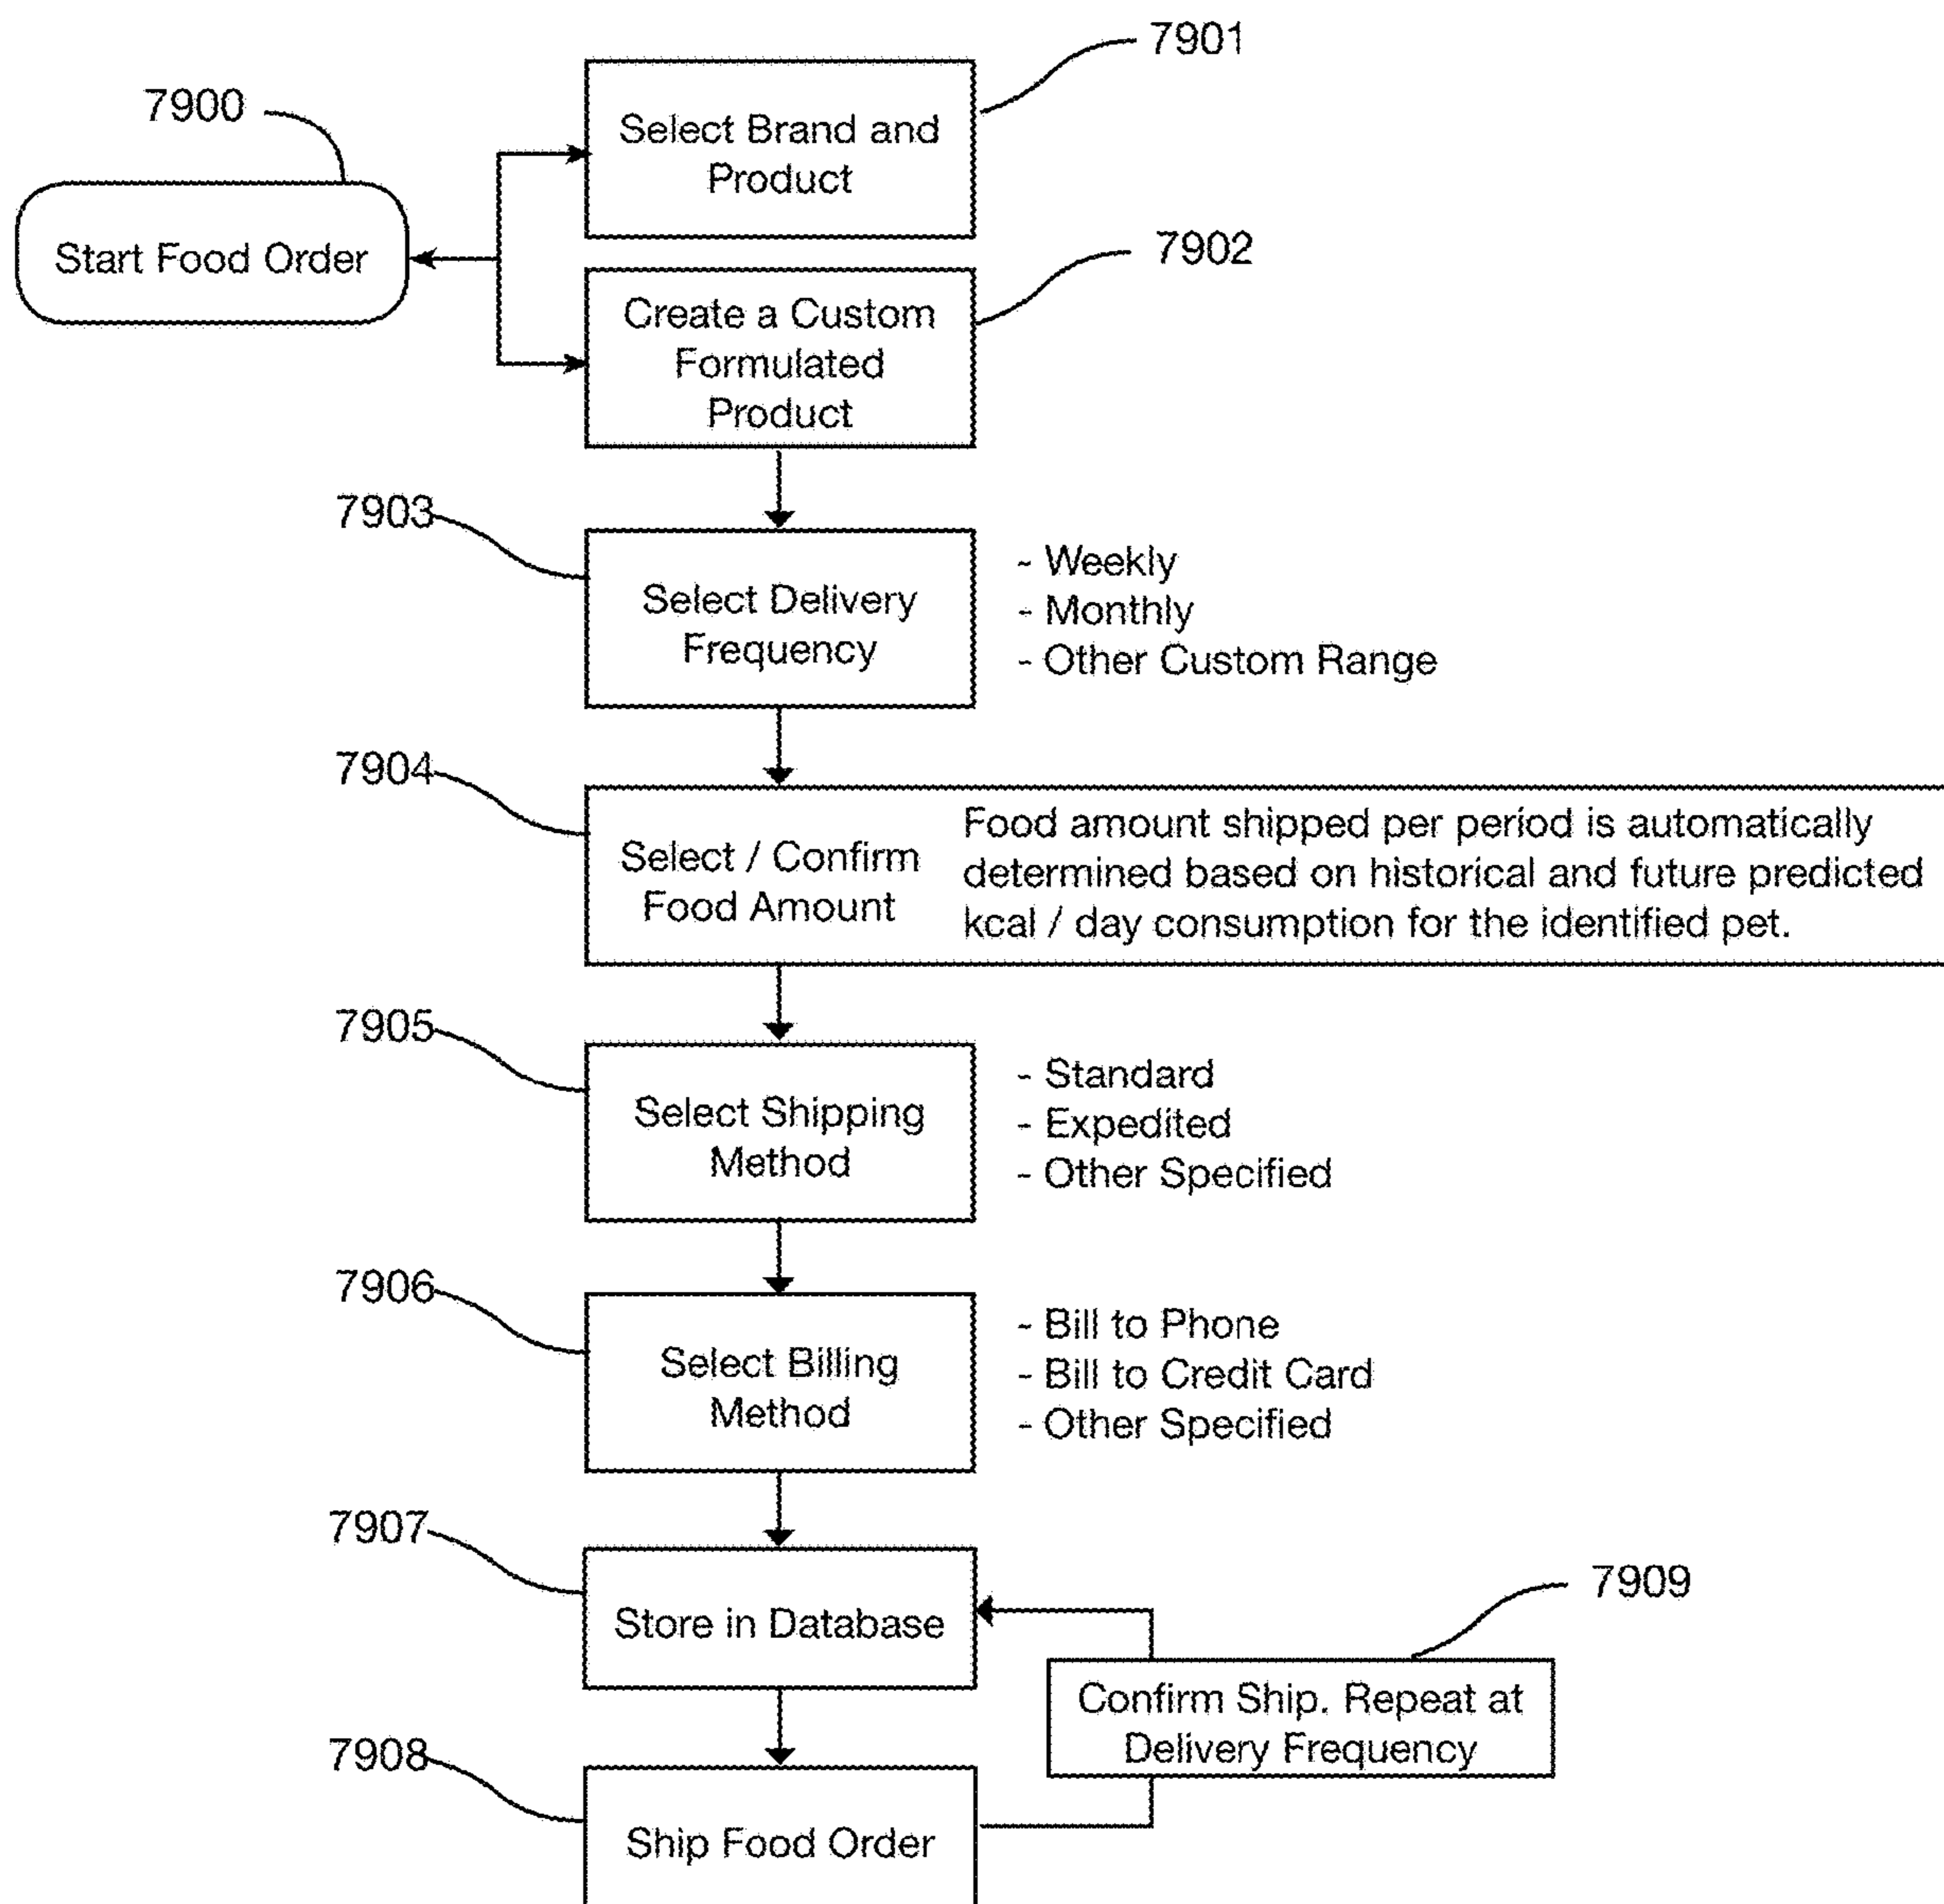 7901
7900
Select Brand and
Product
Start Food Order
7902
Create a Custom
Formulated
Product
7903
Select Delivery
Frequency
- Weekly
- Monthly
- Other Custom Range
7904
Select / Confirm
Food Amount
Food amount shipped per period is automatically
determined based on historical and future predicted
kcal / day consumption for the identified pet.
7905
Select Shipping
Method
- Standard
- Expedited
- Other Specified
7906
Select Billing
Method
- Bill to Phone
- Bill to Credit Card
- Other Specified
7907
Store in Database
7909
Confirm Ship. Repeat at
Delivery Frequency
7908
Ship Food Order